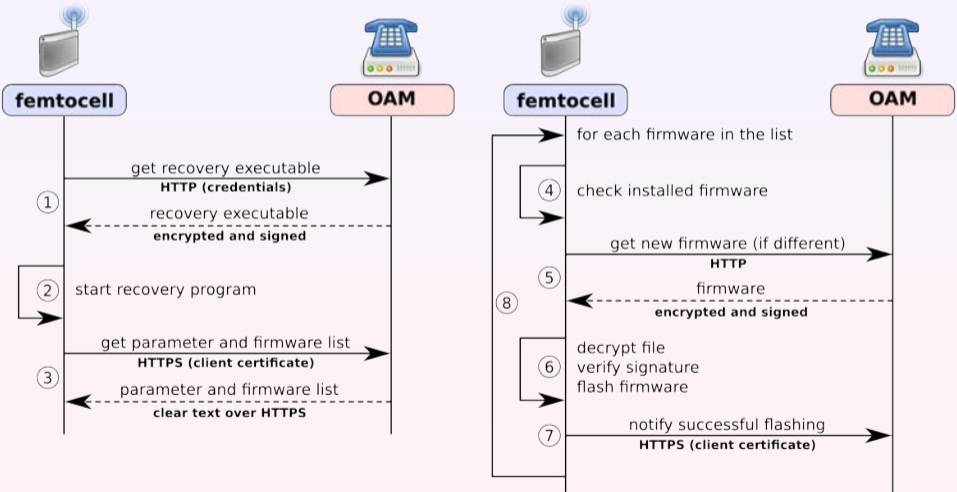 femtocell
OAM
get recovery executable
HTTP (credentials)
1
recovery executable
encrypted and signed
2
start recovery program
get parameter and firmware list
HTTPS (client certificate)
3
parameter and firmware list
clear text over HTTPS
femtocell
OAM
for each firmware in the list
4
check installed firmware
get new firmware (if different)
HTTP
5
firmware
encrypted and signed
8
decrypt file
6
verify signature
flash firmware
notify successful flashing
7
HTTPS (client certificate)